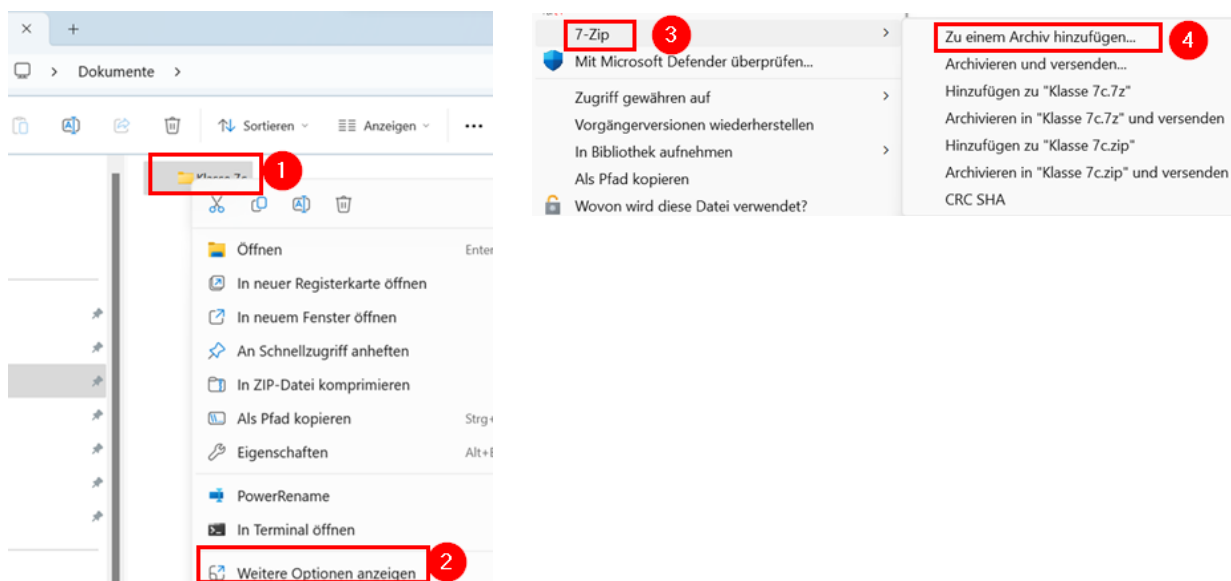 × +
> Dokumente >
Sortieren Anzeigen ...
Klasse 7c
1
Öffnen Enter
In neuer Registerkarte öffnen
In neuem Fenster öffnen
An Schnellzugriff anheften
In ZIP-Datei komprimieren
Als Pfad kopieren Strg+
Eigenschaften Alt+E
PowerRename
In Terminal öffnen
Weitere Optionen anzeigen
2
7-Zip >
3
Mit Microsoft Defender überprüfen...
Zugriff gewähren auf >
Vorgängerversionen wiederherstellen
In Bibliothek aufnehmen >
Als Pfad kopieren
Wovon wird diese Datei verwendet?
Zu einem Archiv hinzufügen...
4
Archivieren und versenden...
Hinzufügen zu "Klasse 7c.7z"
Archivieren in "Klasse 7c.7z" und versenden
Hinzufügen zu "Klasse 7c.zip"
Archivieren in "Klasse 7c.zip" und versenden
CRC SHA